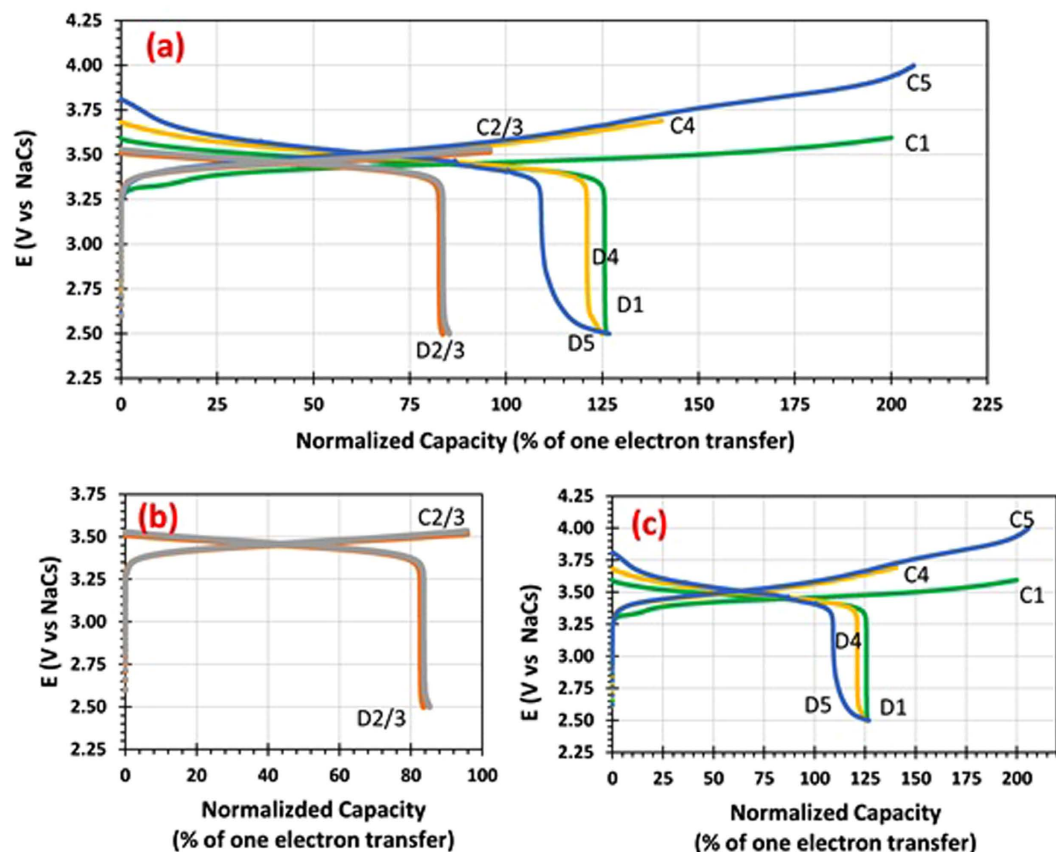 (a)
4.25
4.00
3.75
3.50
3.25
3.00
2.75
2.50
2.25
E (V vs  NaCs)
C5
C4
C2/3
C1
D4
D1
D5
D2/3
0 25 50 75 100 125 150 175 200 225
Normalized Capacity (% of one electron transfer)
(b)
3.75
3.50
3.25
3.00
2.75
2.50
2.25
E (V vs NaCs)
C2/3
D2/3
0 20 40 60 80 100
Normalizded Capacity
(% of one electron transfer)
(c)
4.25
4.00
3.75
3.50
3.25
3.00
2.75
2.50
2.25
E (V vs  NaCs)
C5
C4
C1
D4
D5
D1
0 25 50 75 100 125 150 175 200
Normalized Capacity
(% of one electron transfer)